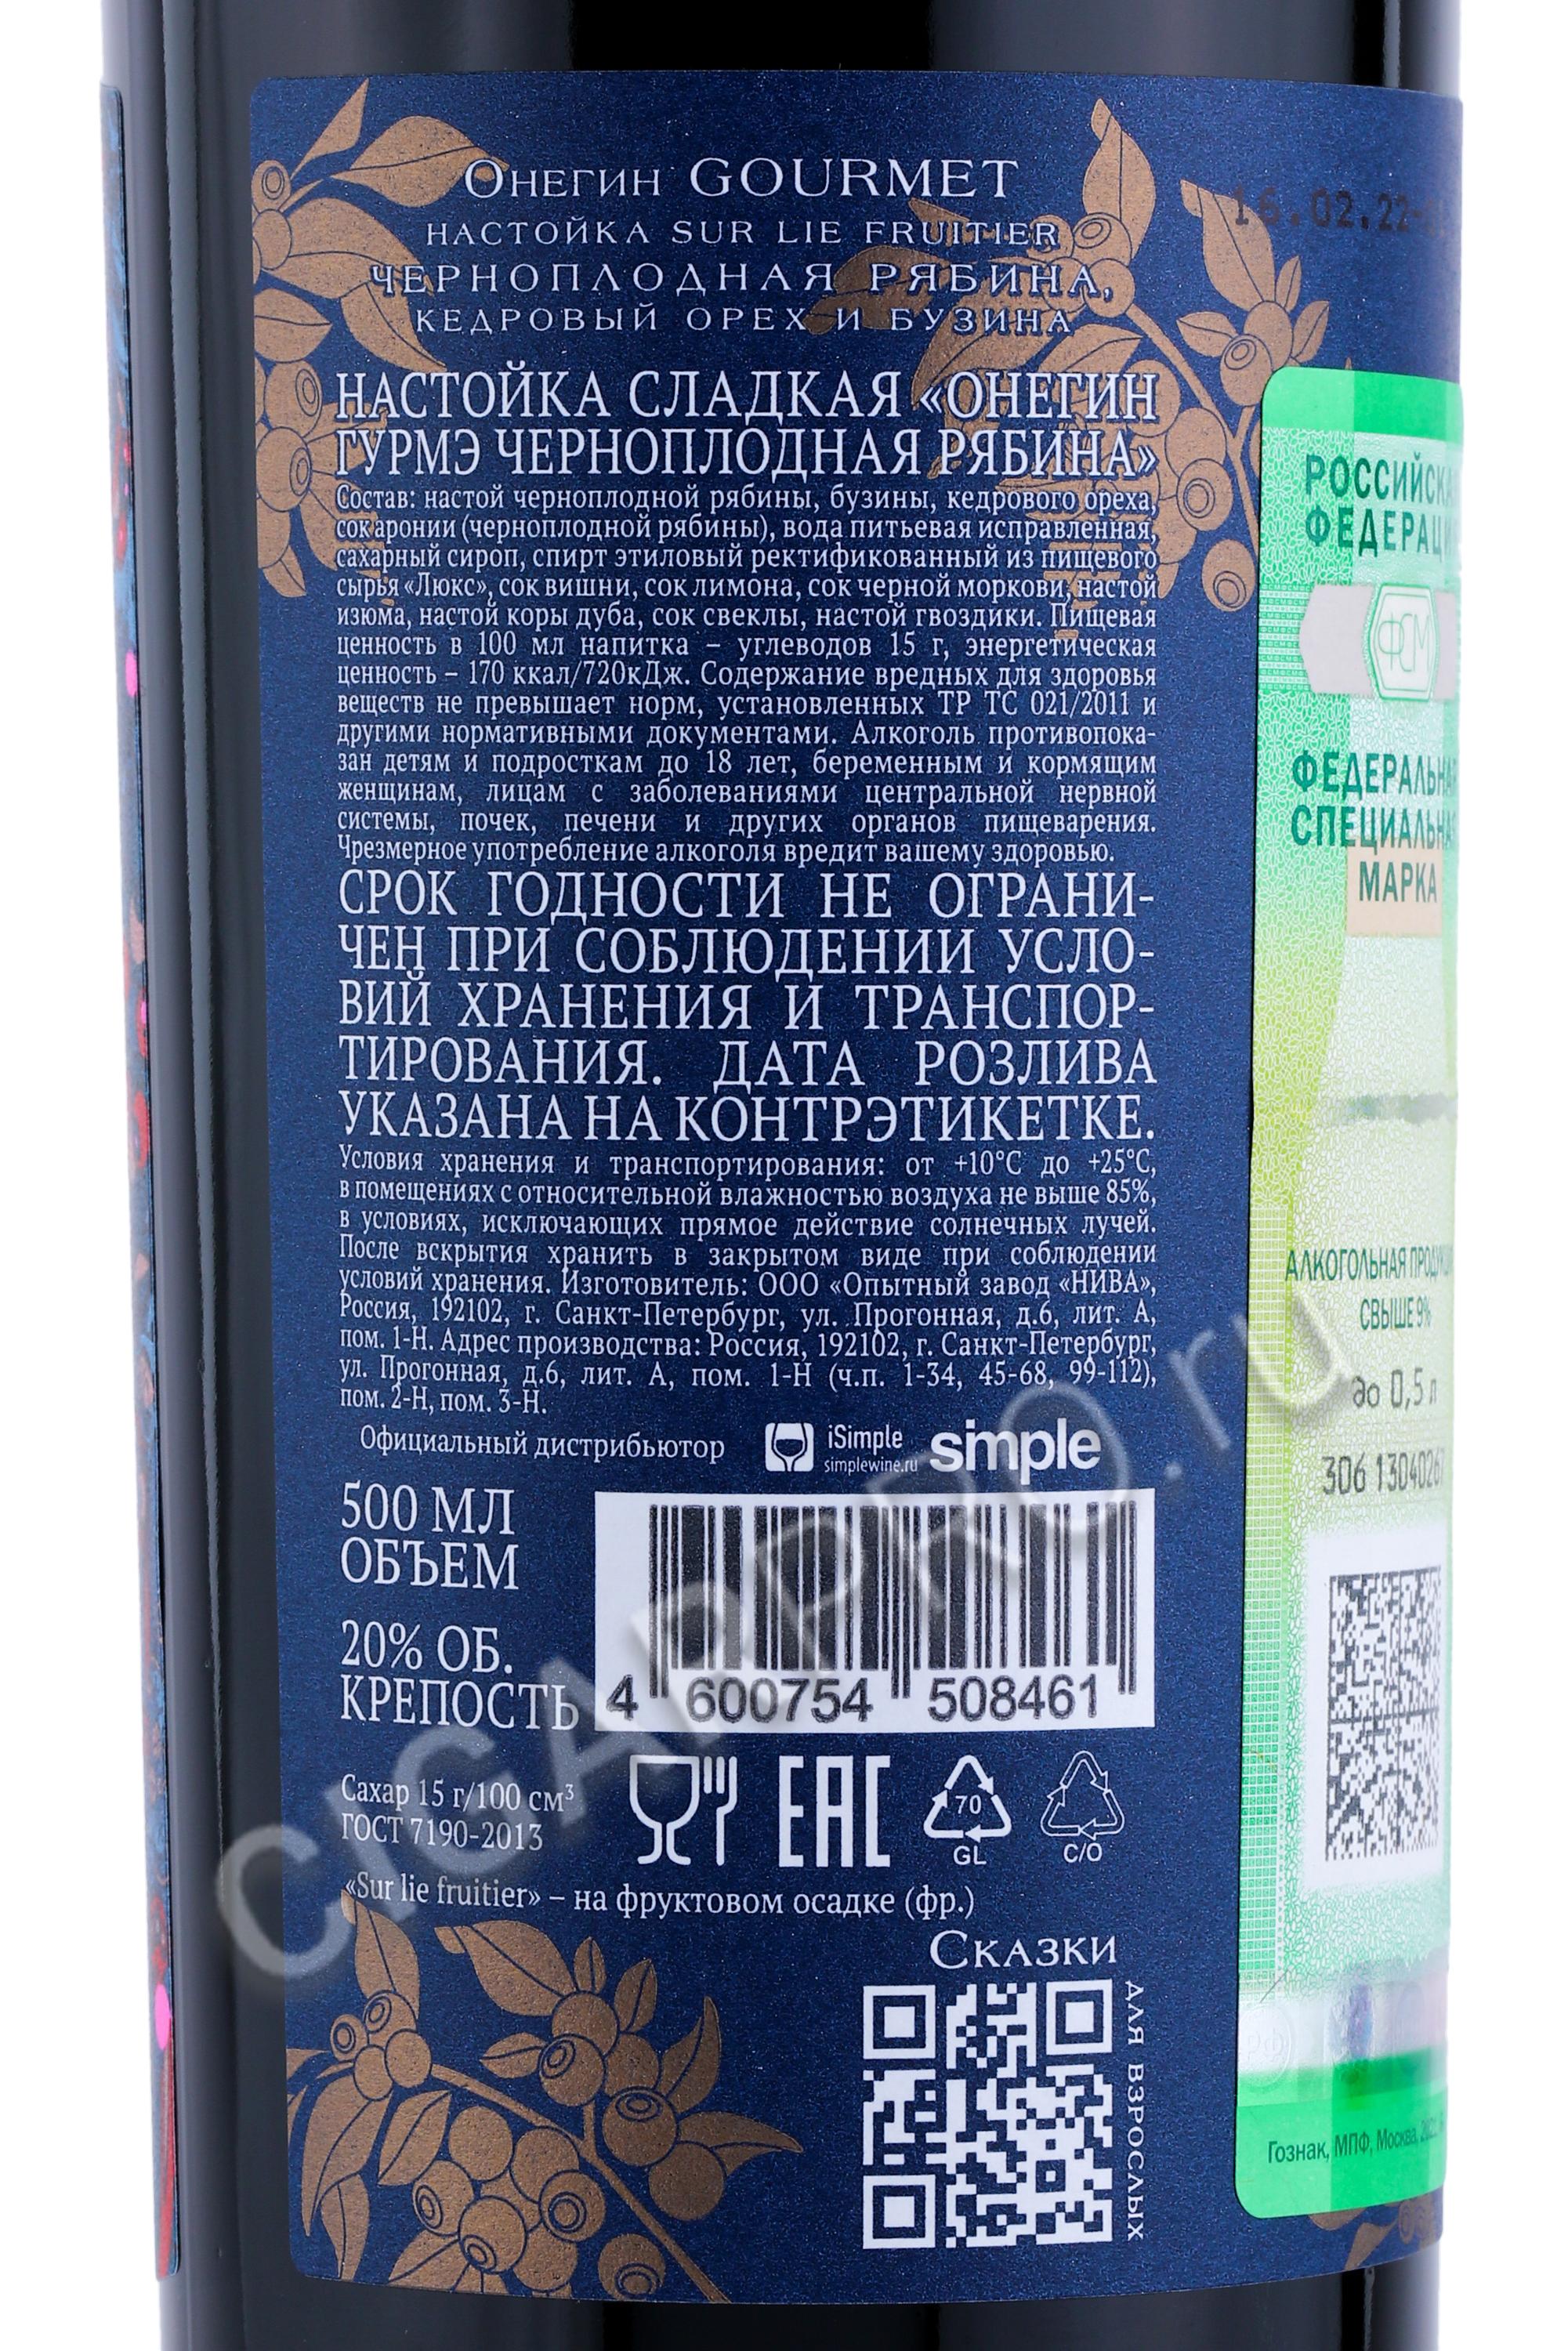 Онегин GOURMET
НАСТОЙКА SUR LIE FRUITIER
ЧЕРНОПЛОДНАЯ РЯБИНА,
КЕДРОВЫЙ ОРЕХ И БУЗИНА
16.02.22
НАСТОЙКА СЛАДКАЯ «ОНЕГИН
ГУРМЭ ЧЕРНОПЛОДНАЯ РЯБИНА»
Состав: настой черноплодной рябины, бузины, кедрового ореха,
сок аронии (черноплодной рябины), вода питьевая исправленная,
сахарный сироп, спирт этиловый ректификованный из пищевого
сырья «Люкс», сок вишни, сок лимона, сок черной моркови, настой
изюма, настой коры дуба, сок свеклы, настой гвоздики. Пищевая
ценность в 100 мл напитка – углеводов 15 г, энергетическая
ценность – 170 ккал/720кДж. Содержание вредных для здоровья
веществ не превышает норм, установленных ТР ТС 021/2011 и
другими нормативными документами. Алкоголь противопока-
зан детям и подросткам до 18 лет, беременным и кормящим
женщинам, лицам с заболеваниями центральной нервной
системы, почек, печени и других органов пищеварения.
Чрезмерное употребление алкоголя вредит вашему здоровью.
СРОК ГОДНОСТИ НЕ ОГРАНИ-
ЧЕН ПРИ СОБЛЮДЕНИИ УСЛО-
ВИЙ ХРАНЕНИЯ И ТРАНСПОР-
ТИРОВАНИЯ. ДАТА РОЗЛИВА
УКАЗАНА НА КОНТРЭТИКЕТКЕ.
Условия хранения и транспортирования: от +10°С до +25°С,
в помещениях с относительной влажностью воздуха не выше 85%,
в условиях, исключающих прямое действие солнечных лучей.
После вскрытия хранить в закрытом виде при соблюдении
условий хранения. Изготовитель: ООО «Опытный завод «НИВА»,
Россия, 192102, г. Санкт-Петербург, ул. Прогонная, д.6, лит. А,
пом. 1-Н. Адрес производства: Россия, 192102, г. Санкт-Петербург,
ул. Прогонная, д.6, лит. А, пом. 1-Н (ч.п. 1-34, 45-68, 99-112),
пом. 2-Н, пом. 3-Н.
Официальный дистрибьютор
iSimple
simplewine.ru
simple
500 МЛ
ОБЪЕМ
20% ОБ.
КРЕПОСТЬ
4 600754 508461
Сахар 15 г/100 см³
ГОСТ 7190-2013
EAC
70
GL
C/O
«Sur lie fruitier» – на фруктовом осадке (фр.)
Сказки
для взрослых
РОССИЙСКА
ФЕДЕРАЦИ
ФСМ
ФЕДЕРАЛЬНАЯ
СПЕЦИАЛЬНАЯ
МАРКА
АЛКОГОЛЬНАЯ ПРОДУКЦ
СВЫШЕ 9%
до 0,5 л
306 1304026
Гознак, МПФ, Москва,
CIGARPRO.ru